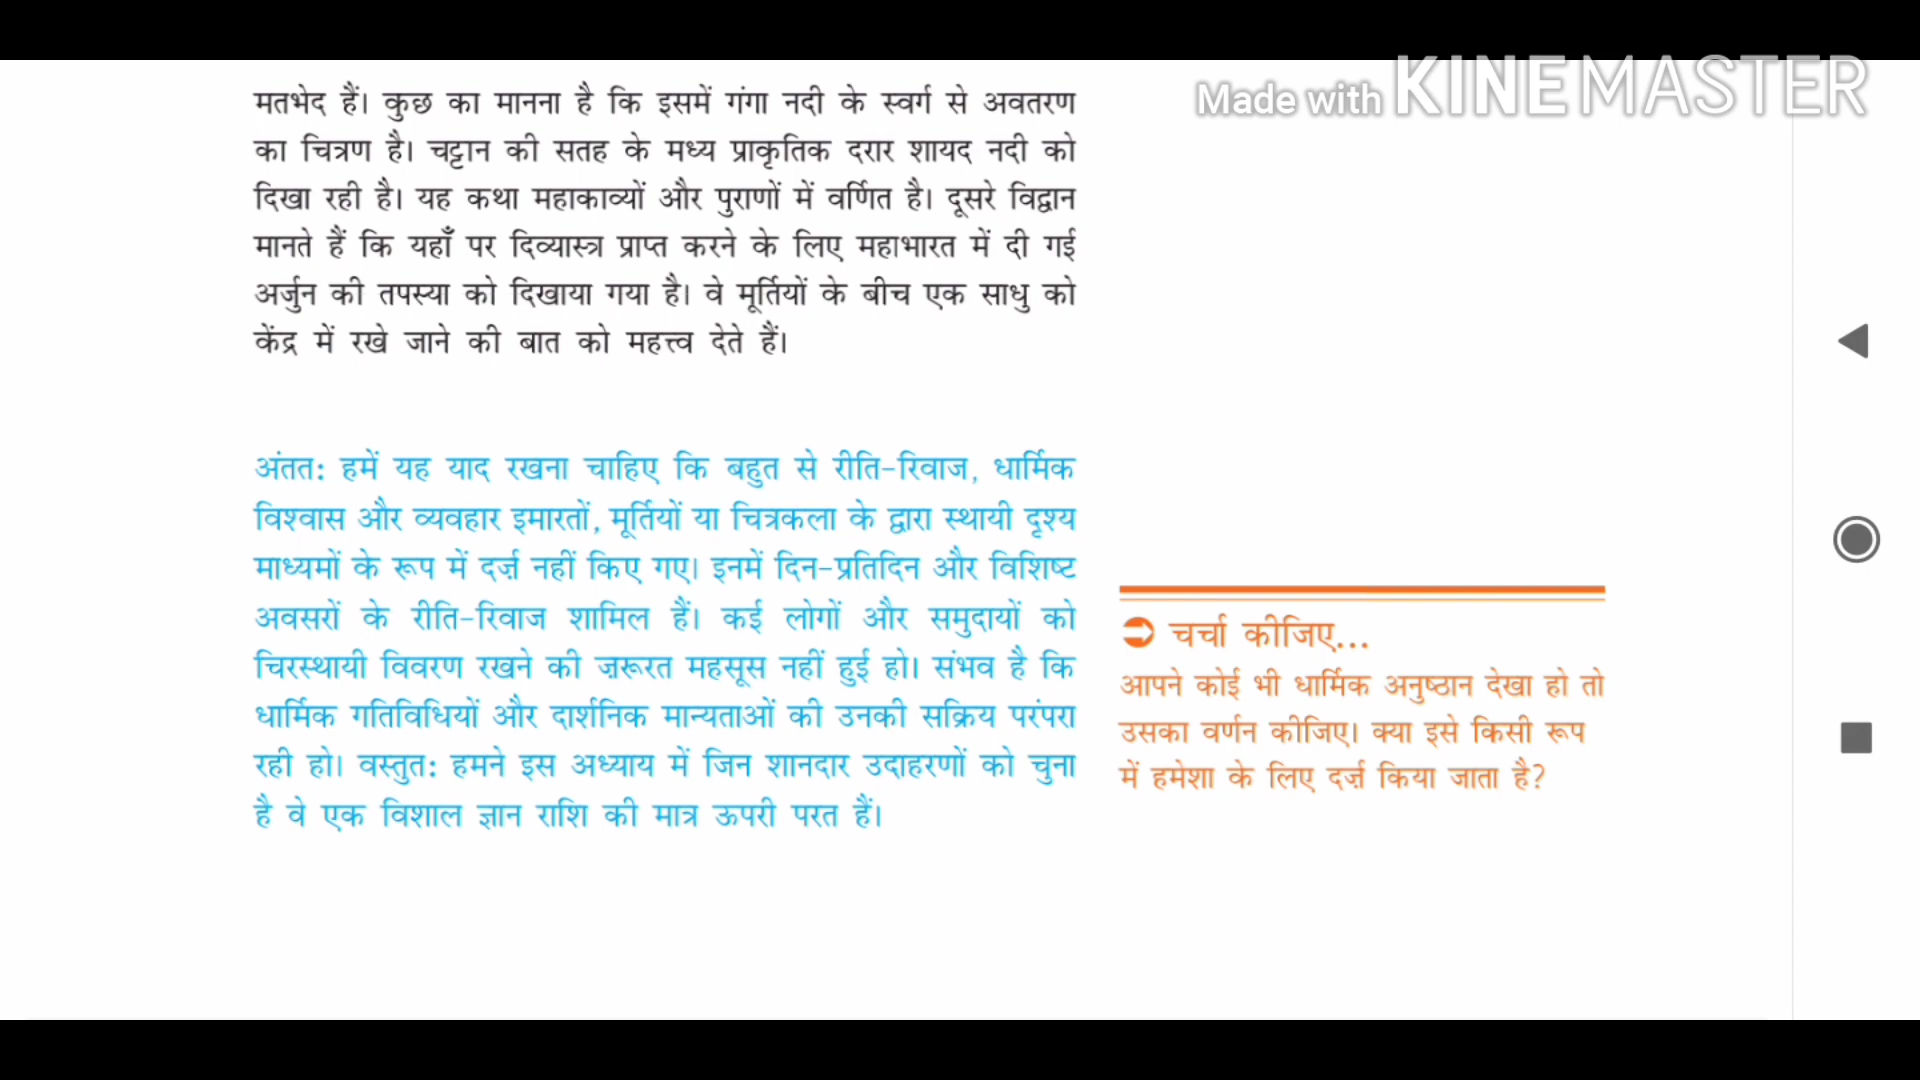 Made with KINEMASTER
मतभेद हैं। कुछ का मानना है कि इसमें गंगा नदी के स्वर्ग से अवतरण
का चित्रण है। चट्टान की सतह के मध्य प्राकृतिक दरार शायद नदी को
दिखा रही है। यह कथा महाकाव्यों और पुराणों में वर्णित है। दूसरे विद्वान
मानते हैं कि यहाँ पर दिव्यास्त्र प्राप्त करने के लिए महाभारत में दी गई
अर्जुन की तपस्या को दिखाया गया है। वे मूर्तियों के बीच एक साधु को
केंद्र में रखे जाने की बात को महत्त्व देते हैं।
अंतत: हमें यह याद रखना चाहिए कि बहुत से रीति-रिवाज, धार्मिक
विश्वास और व्यवहार इमारतों, मूर्तियों या चित्रकला के द्वारा स्थायी दृश्य
माध्यमों के रूप में दर्ज़ नहीं किए गए। इनमें दिन-प्रतिदिन और विशिष्ट
अवसरों के रीति-रिवाज शामिल हैं। कई लोगों और समुदायों को
चिरस्थायी विवरण रखने की ज़रूरत महसूस नहीं हुई हो। संभव है कि
धार्मिक गतिविधियों और दार्शनिक मान्यताओं की उनकी सक्रिय परंपरा
रही हो। वस्तुत: हमने इस अध्याय में जिन शानदार उदाहरणों को चुना
है वे एक विशाल ज्ञान राशि की मात्र ऊपरी परत हैं।
चर्चा कीजिए...
आपने कोई भी धार्मिक अनुष्ठान देखा हो तो
उसका वर्णन कीजिए। क्या इसे किसी रूप
में हमेशा के लिए दर्ज़ किया जाता है?